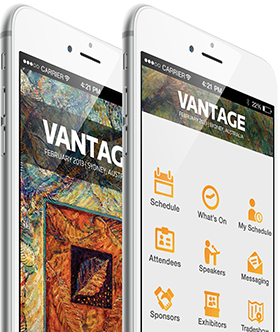 CARRIER
4:21 PM
VANTAGE
FEBRUARY 2013 | SYDNEY, AUSTRALIA
CARRIER
4:21 PM
22%
VANTAGE
FEBRUARY 2013 | SYDNEY, AUSTRALIA
Schedule
What's On
My Schedule
Attendees
Speakers
Messaging
Sponsors
Exhibitors
Tradeshow